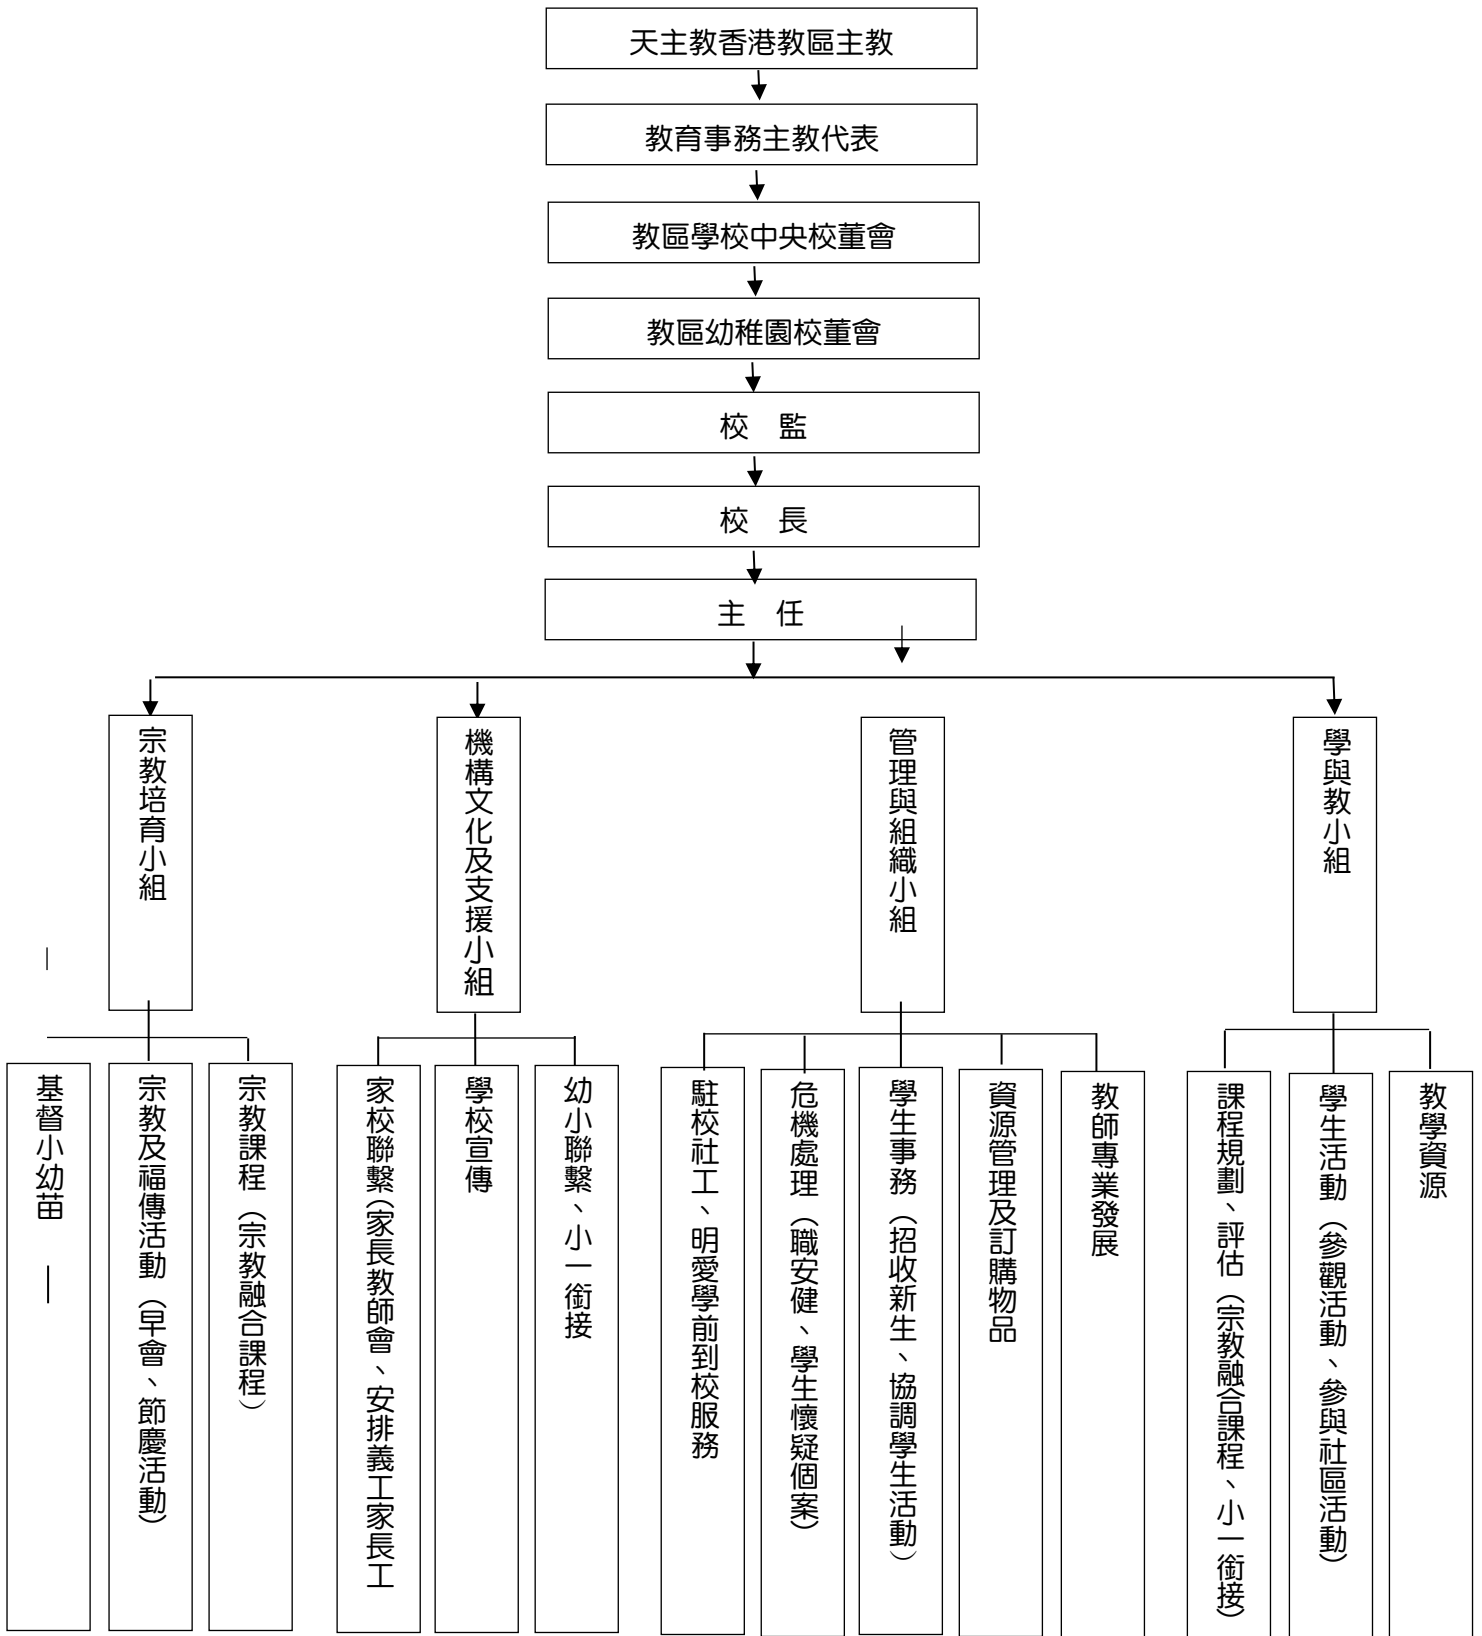 天主教香港教區主教
教育事務主教代表
教區學校中央校董會
教區幼稚園校董會
校　監
校　長
主　任
宗教培育小組
機構文化及支援小組
管理與組織小組
學與教小組
基督小幼苗
宗教及福傳活動（早會、節慶活動）
宗教課程（宗教融合課程）
家校聯繫（家長教師會、安排義工家長工
學校宣傳
幼小聯繫、小一銜接
駐校社工、明愛學前到校服務
危機處理（職安健、學生懷疑個案）
學生事務（招收新生、協調學生活動）
資源管理及訂購物品
教師專業發展
課程規劃、評估（宗教融合課程、小一銜接）
學生活動（參觀活動、參與社區活動）
教學資源